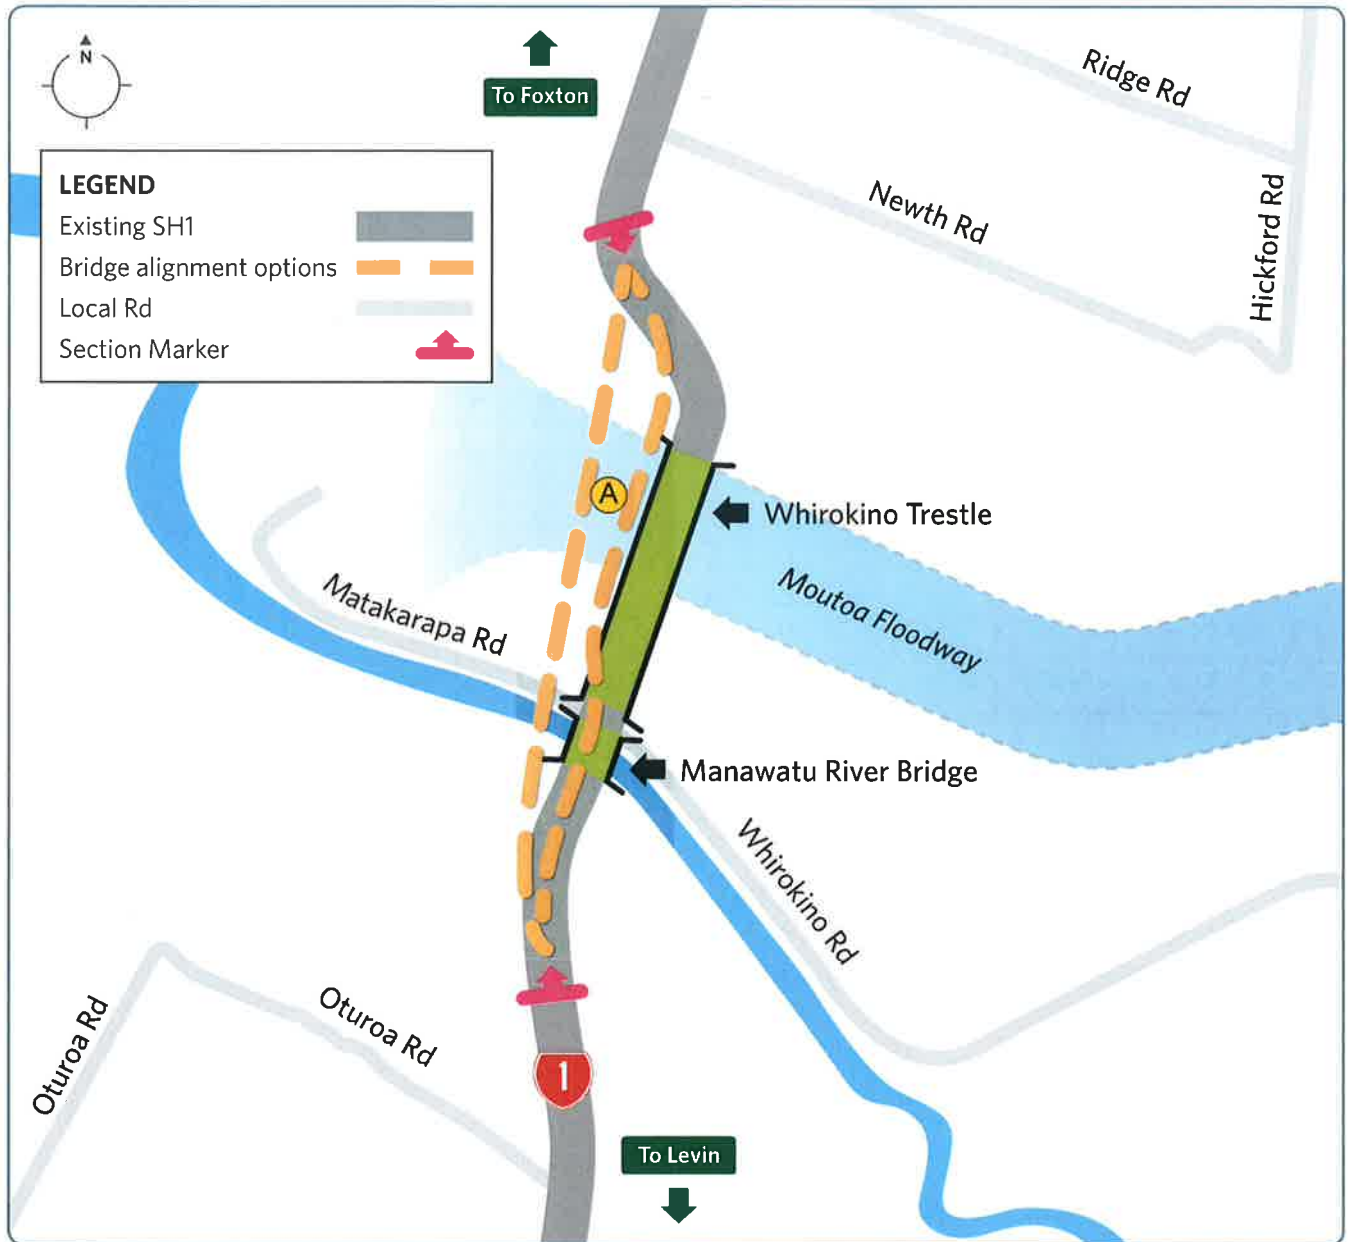 N
To Foxton
Ridge Rd
LEGEND
Existing SH1
Bridge alignment options
Local Rd
Section Marker
Newth Rd
Hickford Rd
A
Whirokino Trestle
Moutoa Floodway
Matakarapa Rd
Manawatu River Bridge
Whirokino Rd
Oturoa Rd
Oturoa Rd
1
To Levin